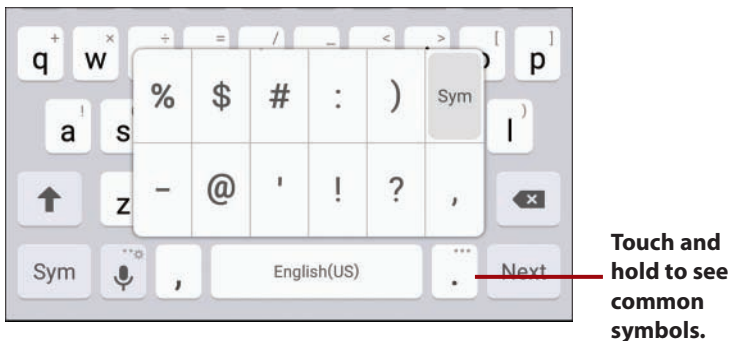 + × ÷ = / _ < > [ ]
q w p
% $ # : ) Sym
! )
a s l
- @ ' ! ? ,
z
Sym , English(US) . Next
Touch and
hold to see
common
symbols.